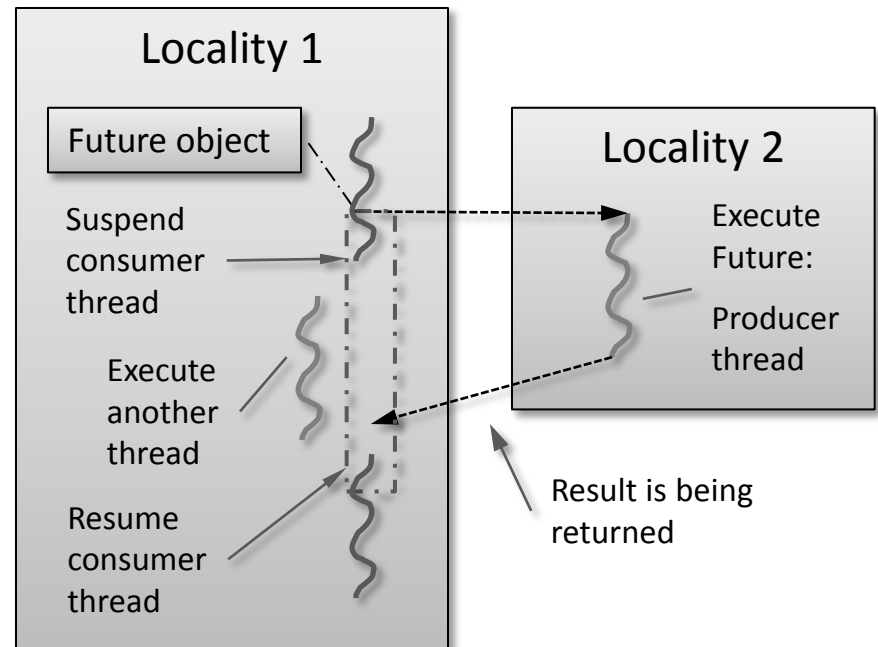 Locality 1
Future object
Suspend
consumer
thread
Execute
another
thread
Resume
consumer
thread
Locality 2
Execute
Future:
Producer
thread
Result is being
returned